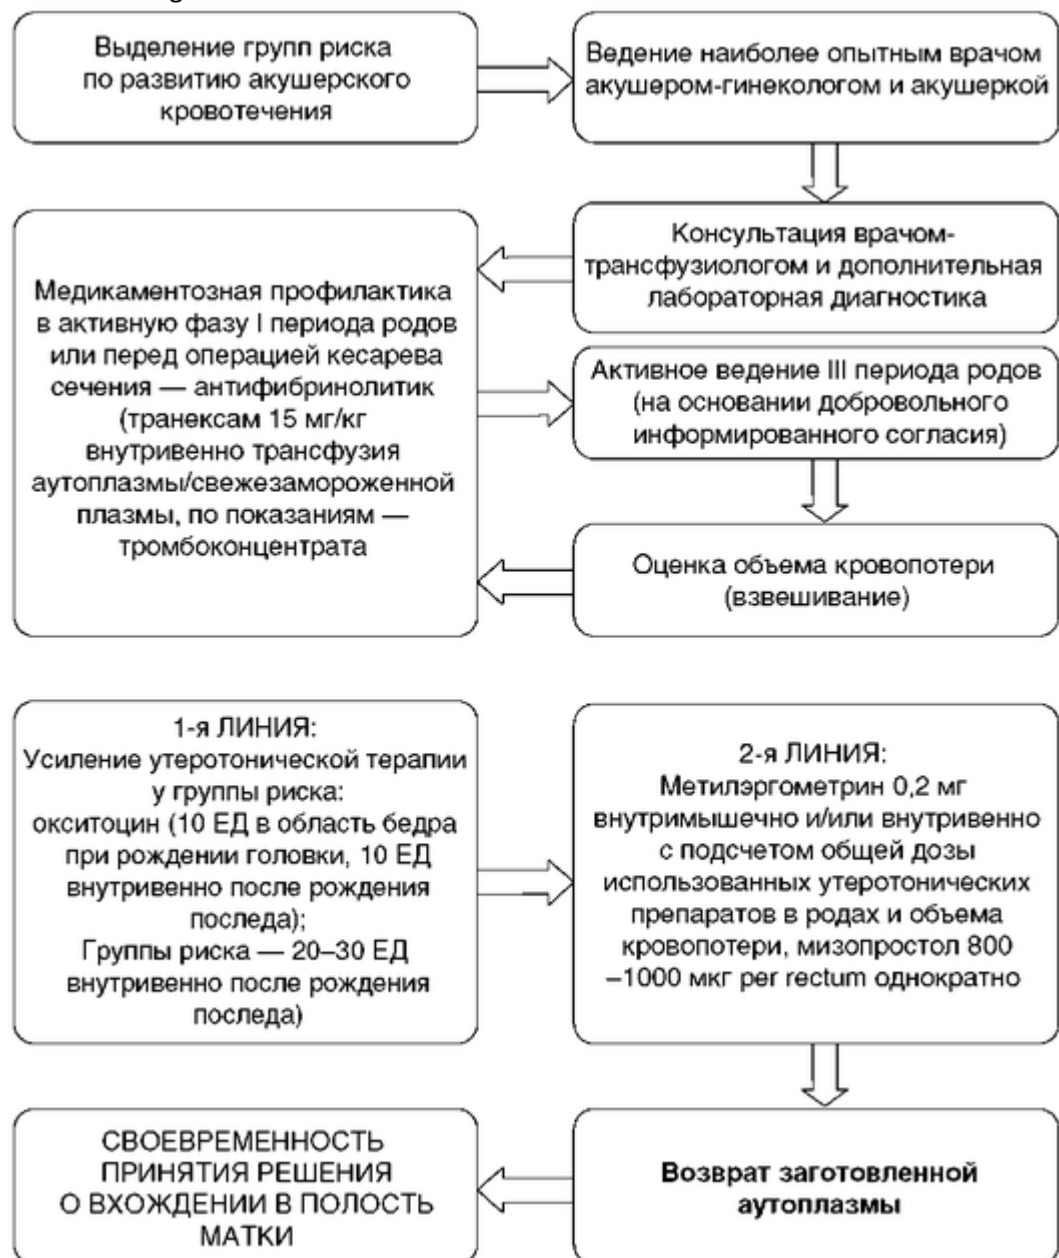 Выделение групп риска
по развитию акушерского
кровотечения
Ведение наиболее опытным врачом
акушером-гинекологом и акушеркой
Консультация врачом-
трансфузиологом и дополнительная
лабораторная диагностика
Медикаментозная профилактика
в активную фазу I периода родов
или перед операцией кесарева
сечения — антифибринолитик
(транексам 15 мг/кг
внутривенно трансфузия
аутоплазмы/свежезамороженной
плазмы, по показаниям —
тромбоконцентрата
Активное ведение III периода родов
(на основании добровольного
информированного согласия)
Оценка объема кровопотери
(взвешивание)
1-я ЛИНИЯ:
Усиление утеротонической терапии
у группы риска:
окситоцин (10 ЕД в область бедра
при рождении головки, 10 ЕД
внутривенно после рождения
последа);
Группы риска — 20–30 ЕД
внутривенно после рождения
последа)
2-я ЛИНИЯ:
Метилэргометрин 0,2 мг
внутримышечно и/или внутривенно
с подсчетом общей дозы
использованных утеротонических
препаратов в родах и объема
кровопотери, мизопростол 800
–1000 мкг per rectum однократно
Возврат заготовленной
аутоплазмы
СВОЕВРЕМЕННОСТЬ
ПРИНЯТИЯ РЕШЕНИЯ
О ВХОЖДЕНИИ В ПОЛОСТЬ
МАТКИ